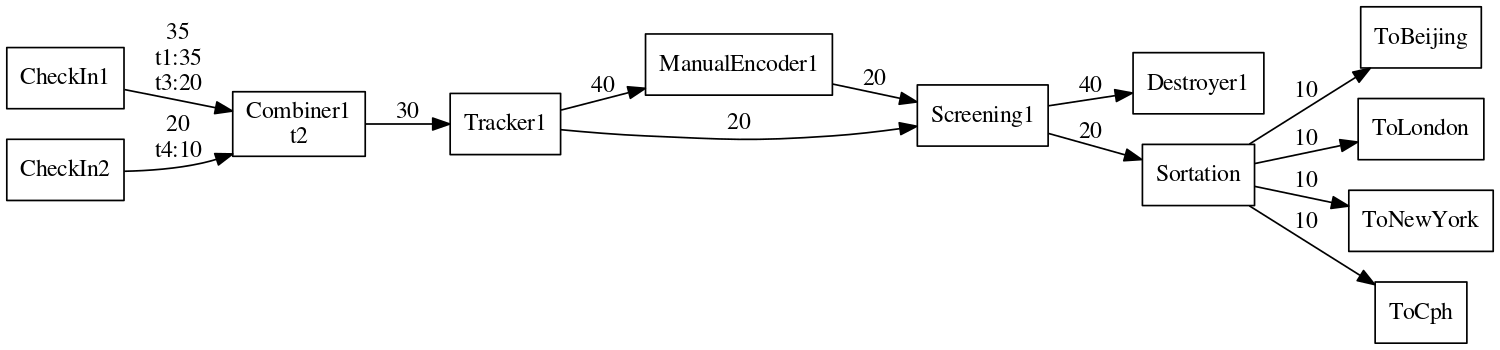 CheckIn1
35
t1:35
t3:20
CheckIn2
20
t4:10
Combiner1
t2
30
Tracker1
40
20
ManualEncoder1
20
Screening1
40
20
Destroyer1
Sortation
10
10
10
10
ToBeijing
ToLondon
ToNewYork
ToCph